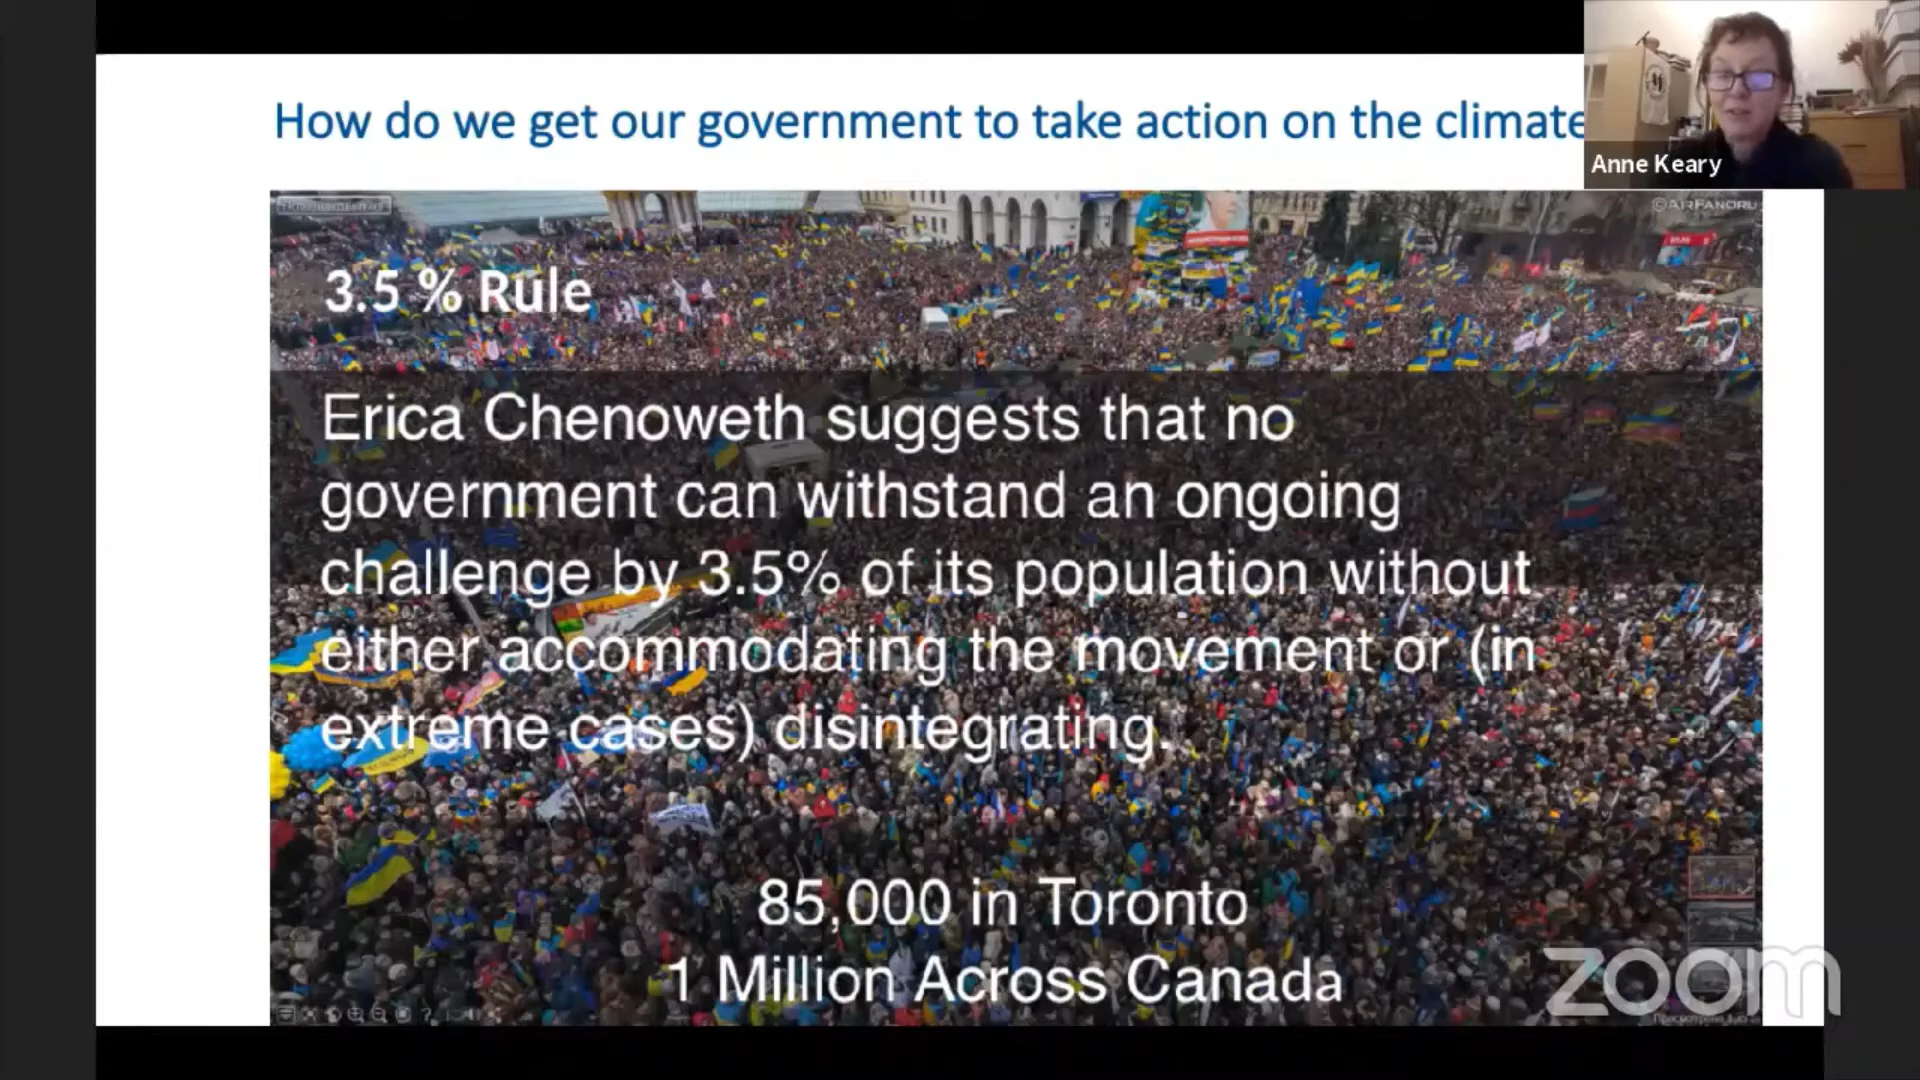 How do we get our government to take action on the climate
Anne Keary
©AIRPANO.RU
3.5 % Rule
Erica Chenoweth suggests that no
government can withstand an ongoing
challenge by 3.5% of its population without
either accommodating the movement or (in
extreme cases) disintegrating.
85,000 in Toronto
1 Million Across Canada
zoom